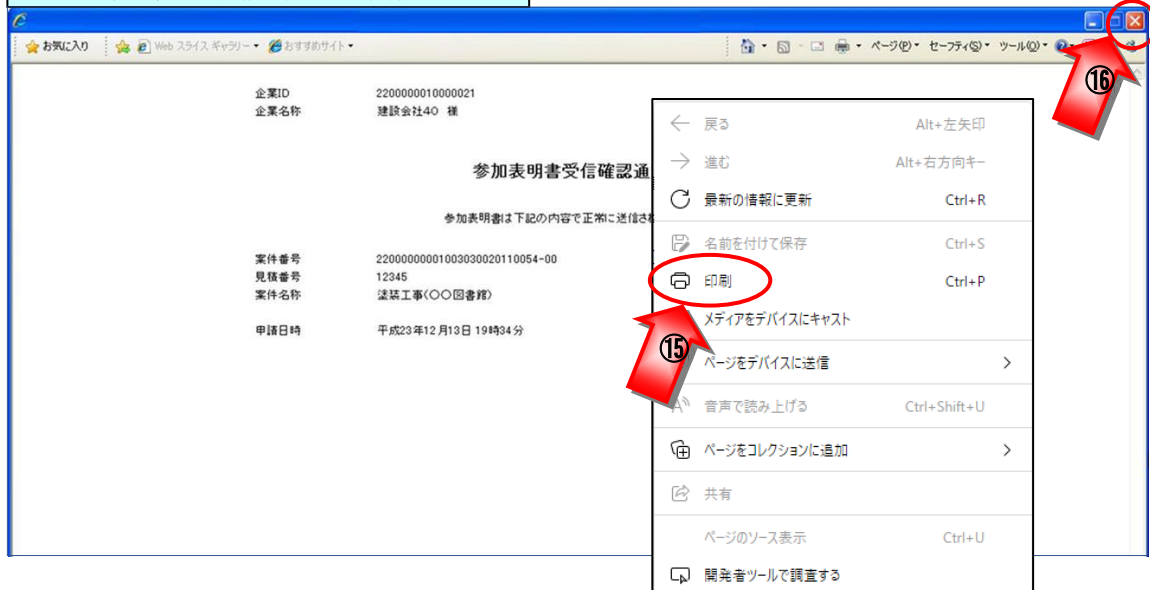 お気に入り Web スライス ギャラリー おすすめサイト ページ(P) セーフティ(S) ツール(O)
⑯
企業ID 2200000010000021
企業名称 建設会社40 様
参加表明書受信確認通
参加表明書は下記の内容で正常に送信さ
案件番号 22000000001003030020110054-00
見積番号 12345
案件名称 塗装工事(〇〇図書館)
申請日時 平成23年12月13日 19時34分
戻る Alt+左矢印
進む Alt+右方向キー
最新の情報に更新 Ctrl+R
名前を付けて保存 Ctrl+S
印刷 Ctrl+P
メディアをデバイスにキャスト
⑮
ページをデバイスに送信
音声で読み上げる Ctrl+Shift+U
ページをコレクションに追加
共有
ページのソース表示 Ctrl+U
開発者ツールで調査する